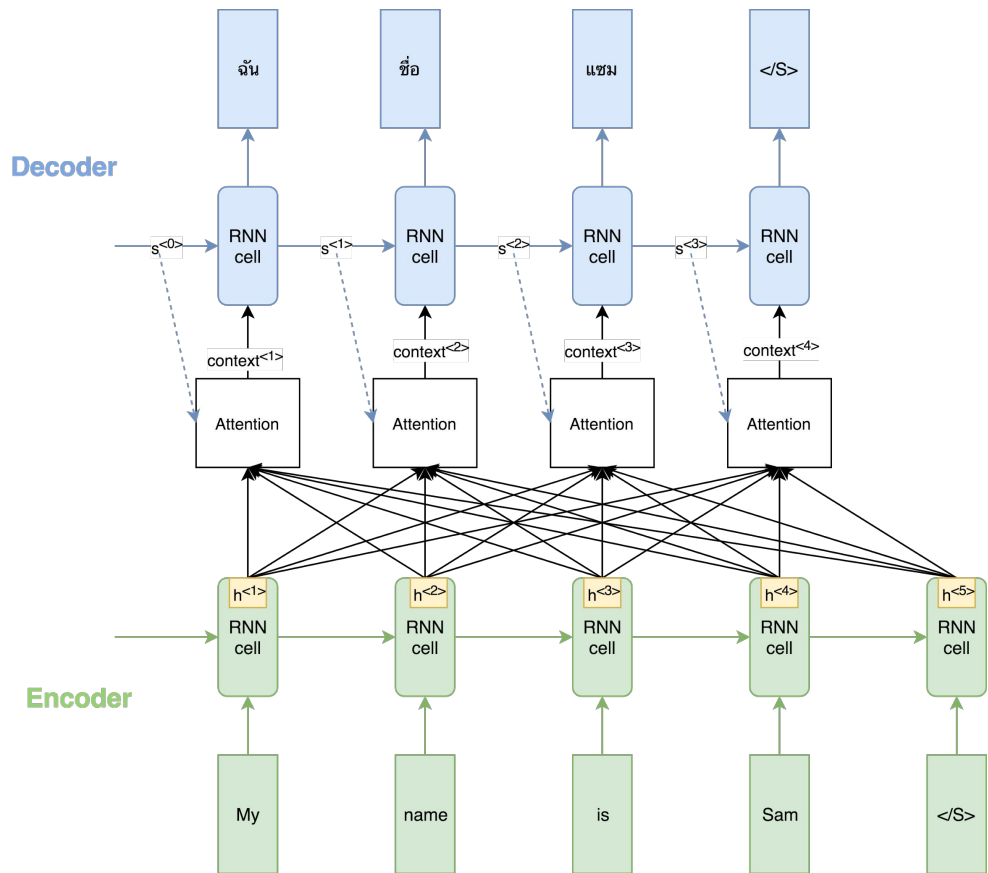 ฉัน
ชื่อ
แซม
</S>
Decoder
RNN
cell
RNN
cell
RNN
cell
RNN
cell
s<0>
s<1>
s<2>
s<3>
context<1>
context<2>
context<3>
context<4>
Attention
Attention
Attention
Attention
h<1>
h<2>
h<3>
h<4>
h<5>
RNN
cell
RNN
cell
RNN
cell
RNN
cell
RNN
cell
Encoder
My
name
is
Sam
</S>